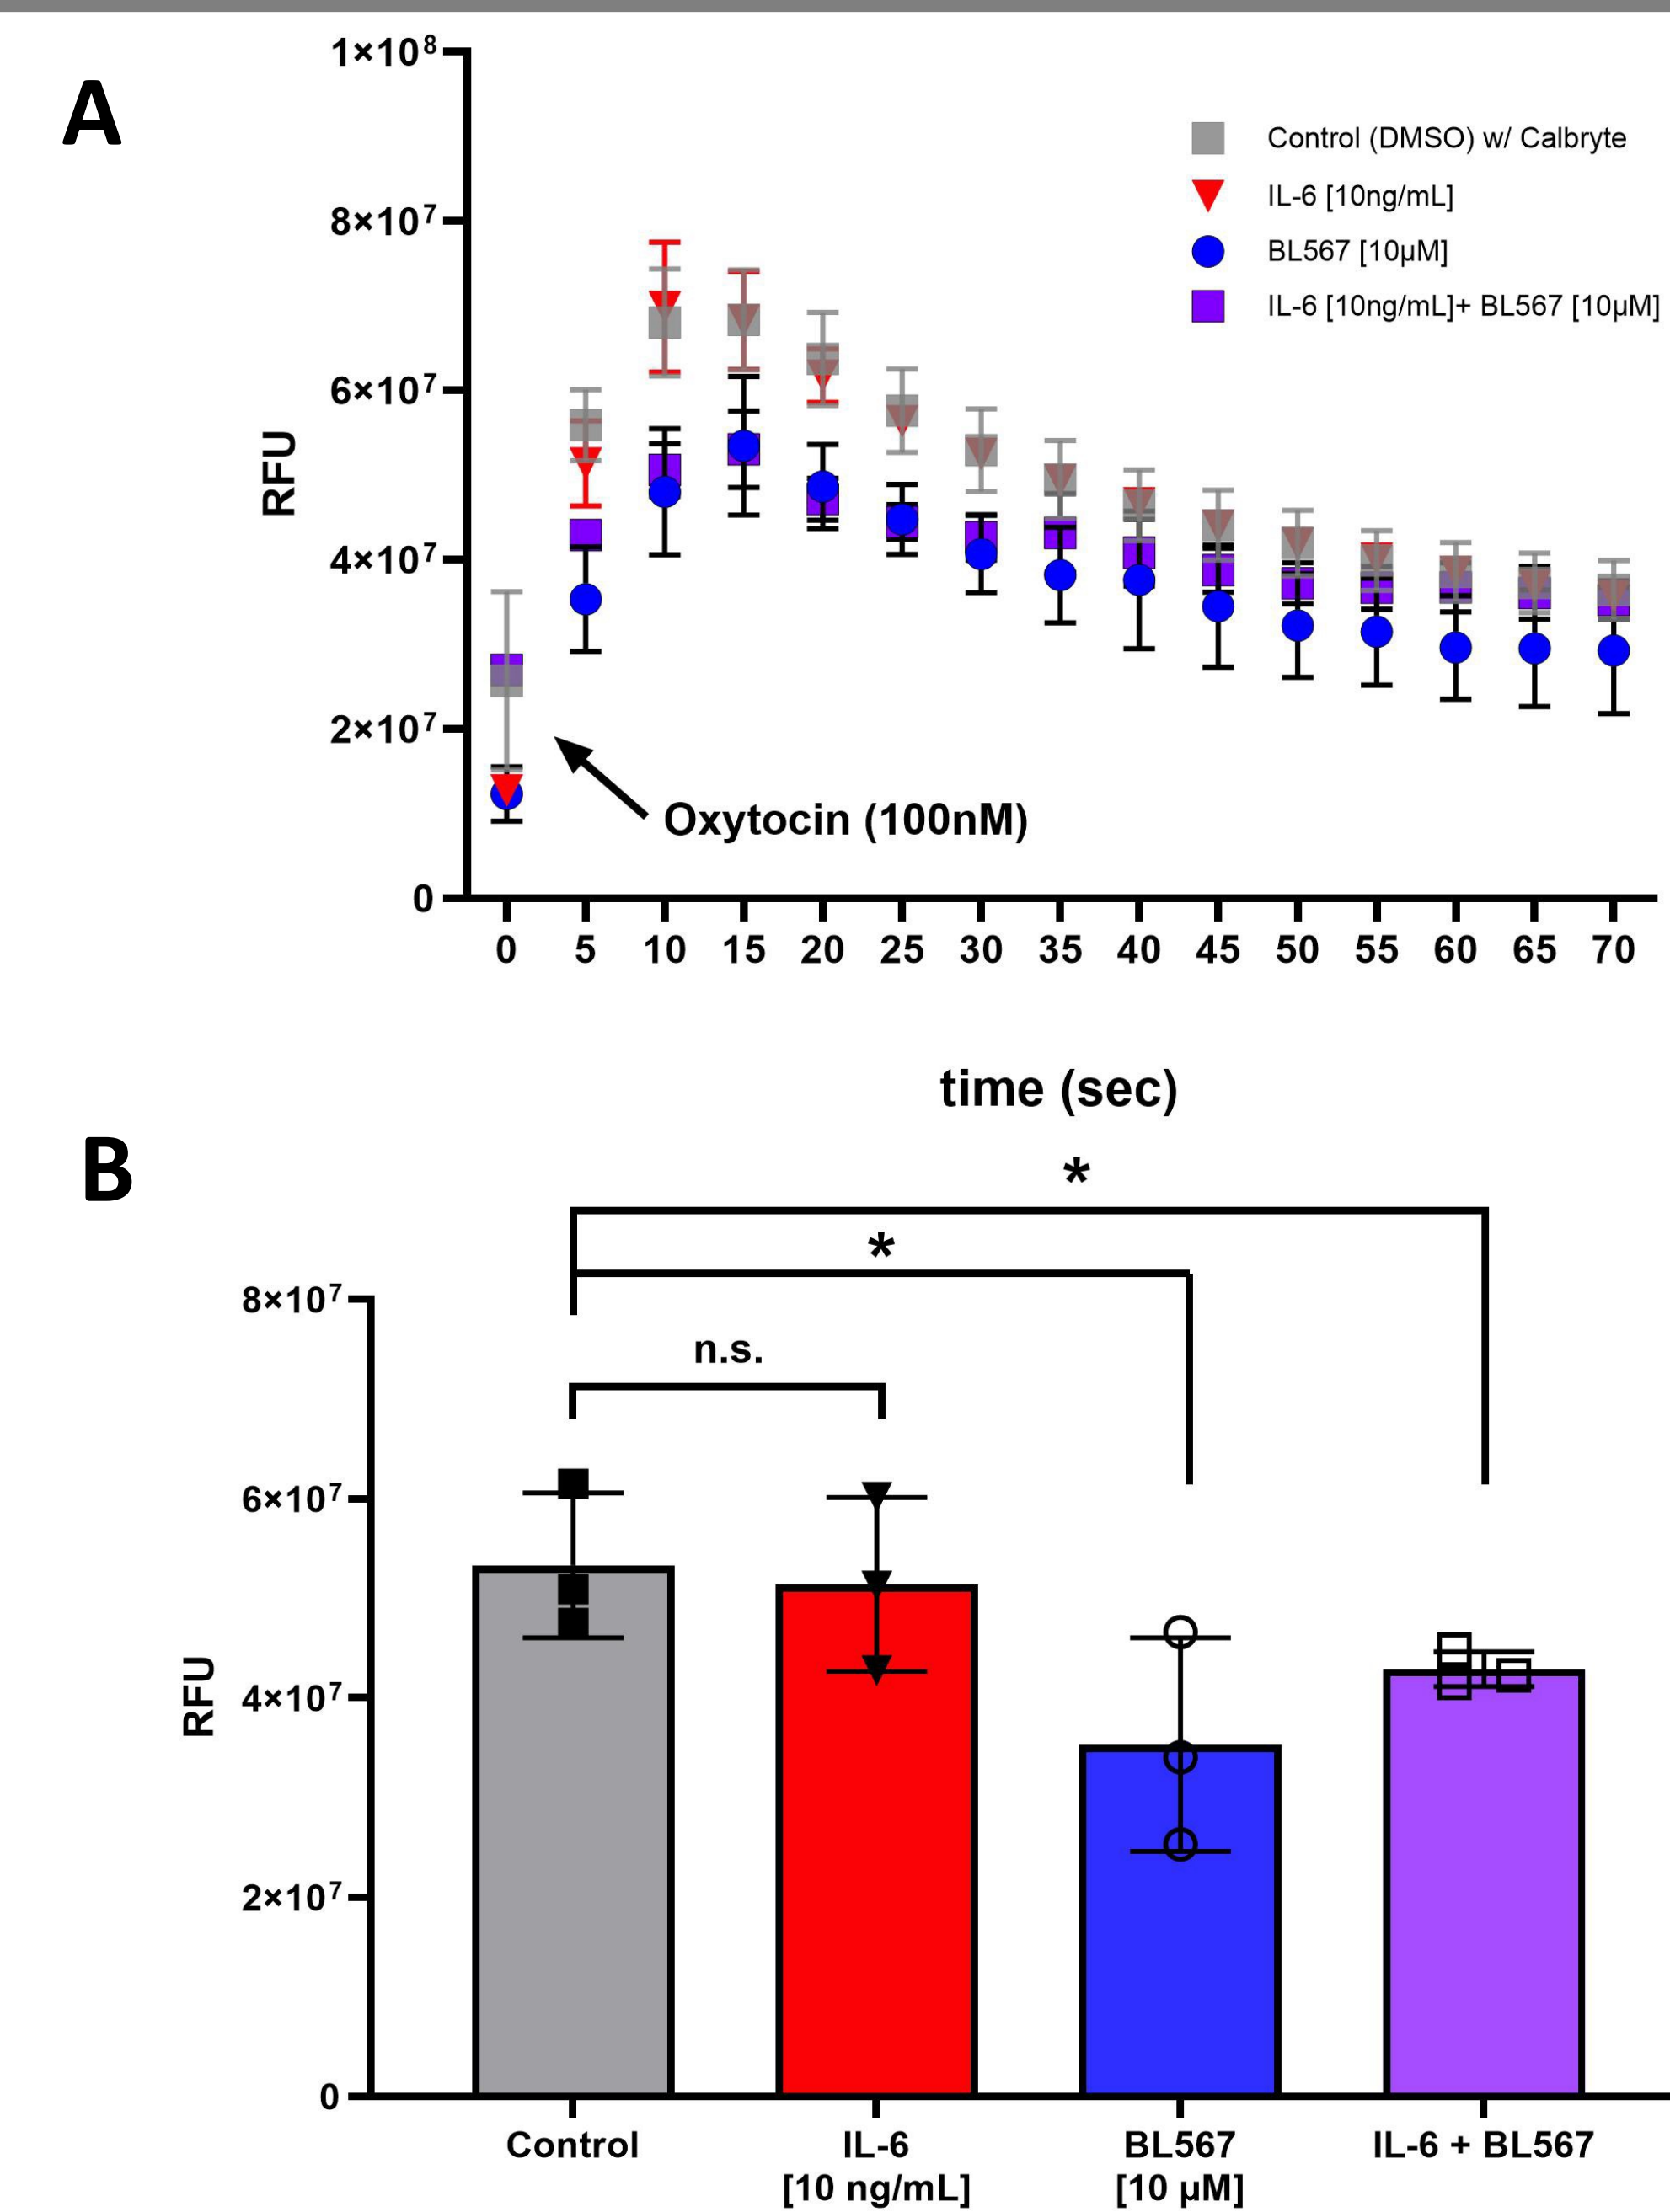 A
1×10⁸
8×10⁷
6×10⁷
4×10⁷
2×10⁷
0
RFU
Control (DMSO) w/ Calbryte
IL-6 [10ng/mL]
BL567 [10µM]
IL-6 [10ng/mL]+ BL567 [10µM]
Oxytocin (100nM)
0 5 10 15 20 25 30 35 40 45 50 55 60 65 70
time (sec)
B
*
*
n.s.
8×10⁷
6×10⁷
4×10⁷
2×10⁷
0
RFU
Control IL-6 BL567 IL-6 + BL567
[10 ng/mL] [10 µM]